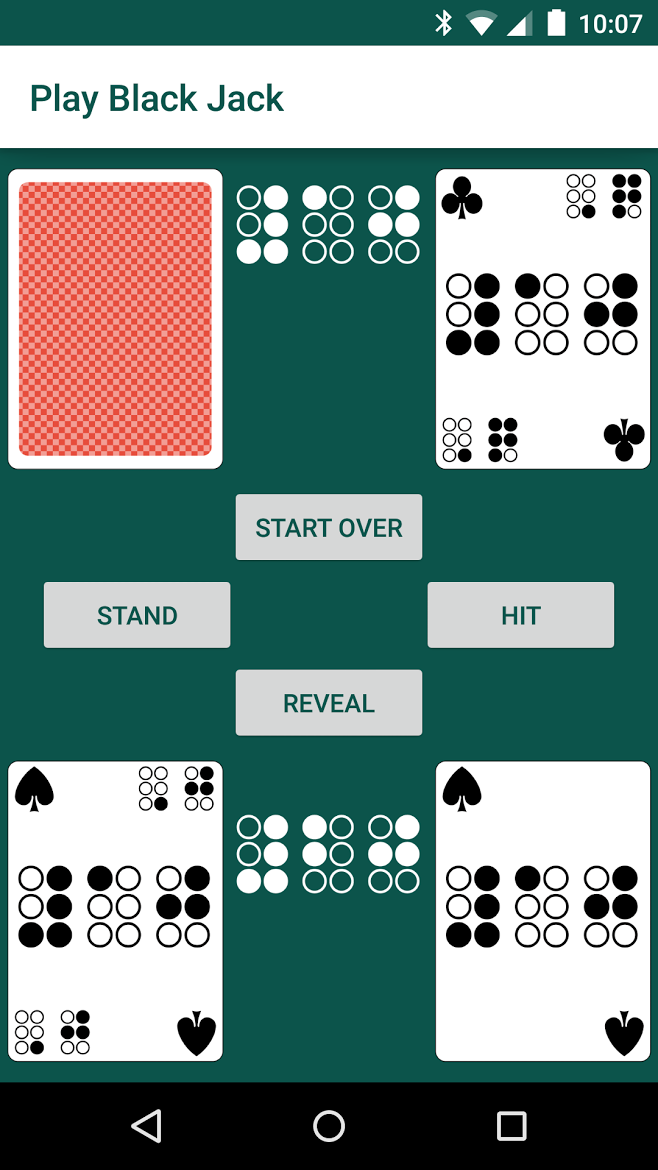 10:07
Play Black Jack
⠼⠁⠚
⠠⠟
⠼⠁⠚
⠠⠟
START OVER
STAND
HIT
REVEAL
⠠⠚
⠼⠁⠚
⠠⠚
⠼⠃⠚
⠼⠁⠚